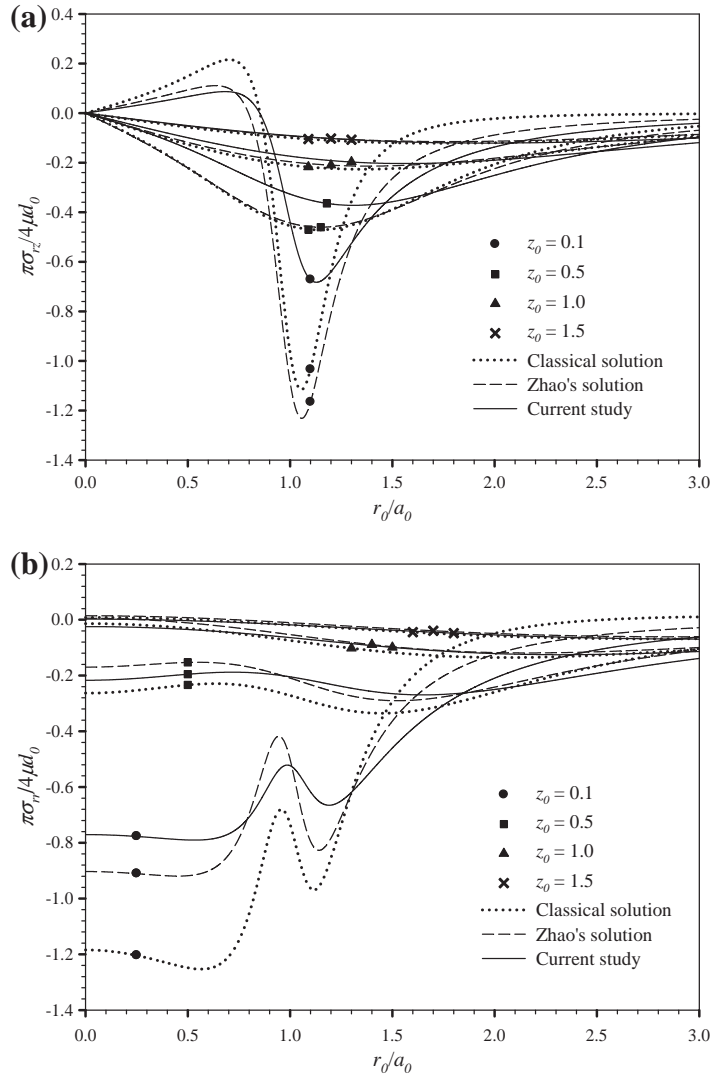 (a)
0.4
0.2
0.0
-0.2
-0.4
-0.6
-0.8
-1.0
-1.2
-1.4
πσrz/4μd0
z0 = 0.1
z0 = 0.5
z0 = 1.0
z0 = 1.5
Classical solution
Zhao's solution
Current study
0.0 0.5 1.0 1.5 2.0 2.5 3.0
r0/a0
(b)
0.2
0.0
-0.2
-0.4
-0.6
-0.8
-1.0
-1.2
-1.4
πσrr/4μd0
z0 = 0.1
z0 = 0.5
z0 = 1.0
z0 = 1.5
Classical solution
Zhao's solution
Current study
0.0 0.5 1.0 1.5 2.0 2.5 3.0
r0/a0